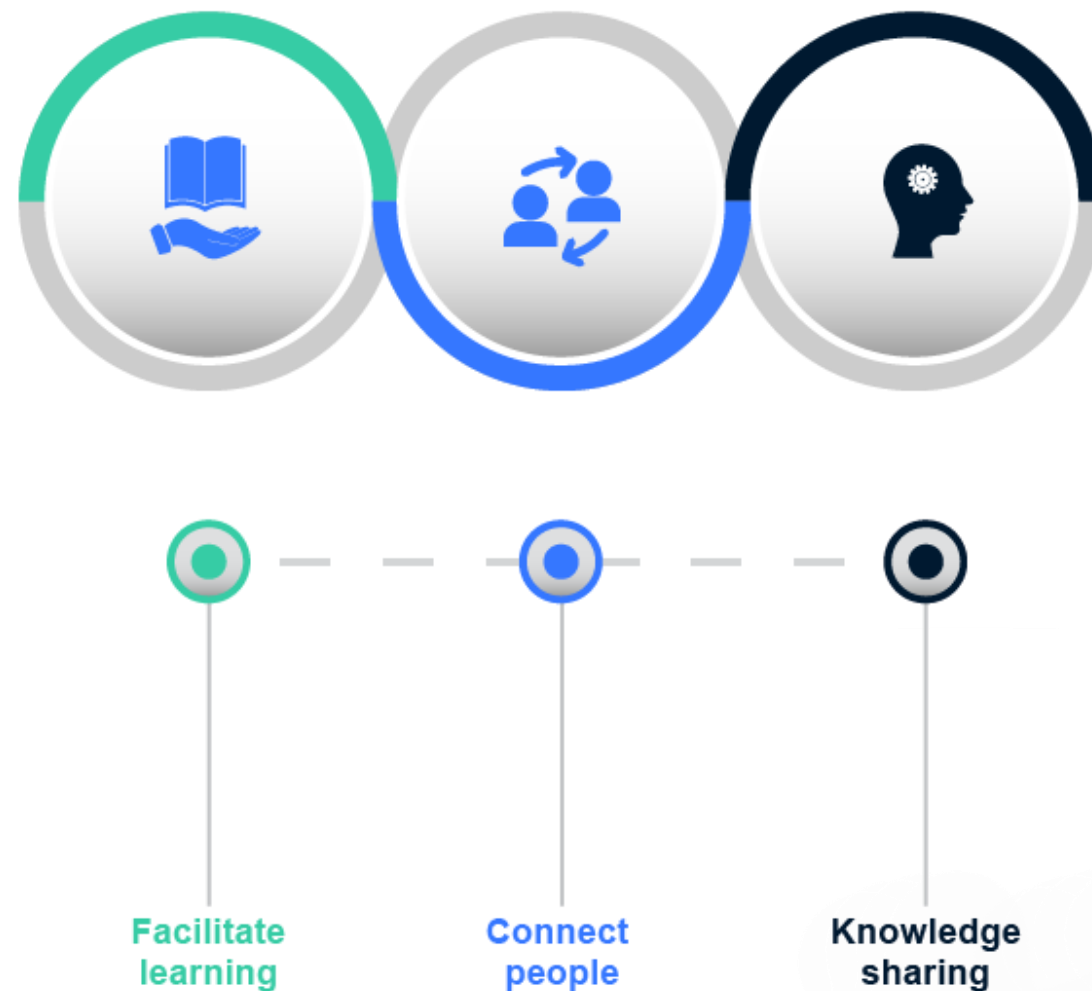 Facilitate
learning
Connect
people
Knowledge
sharing